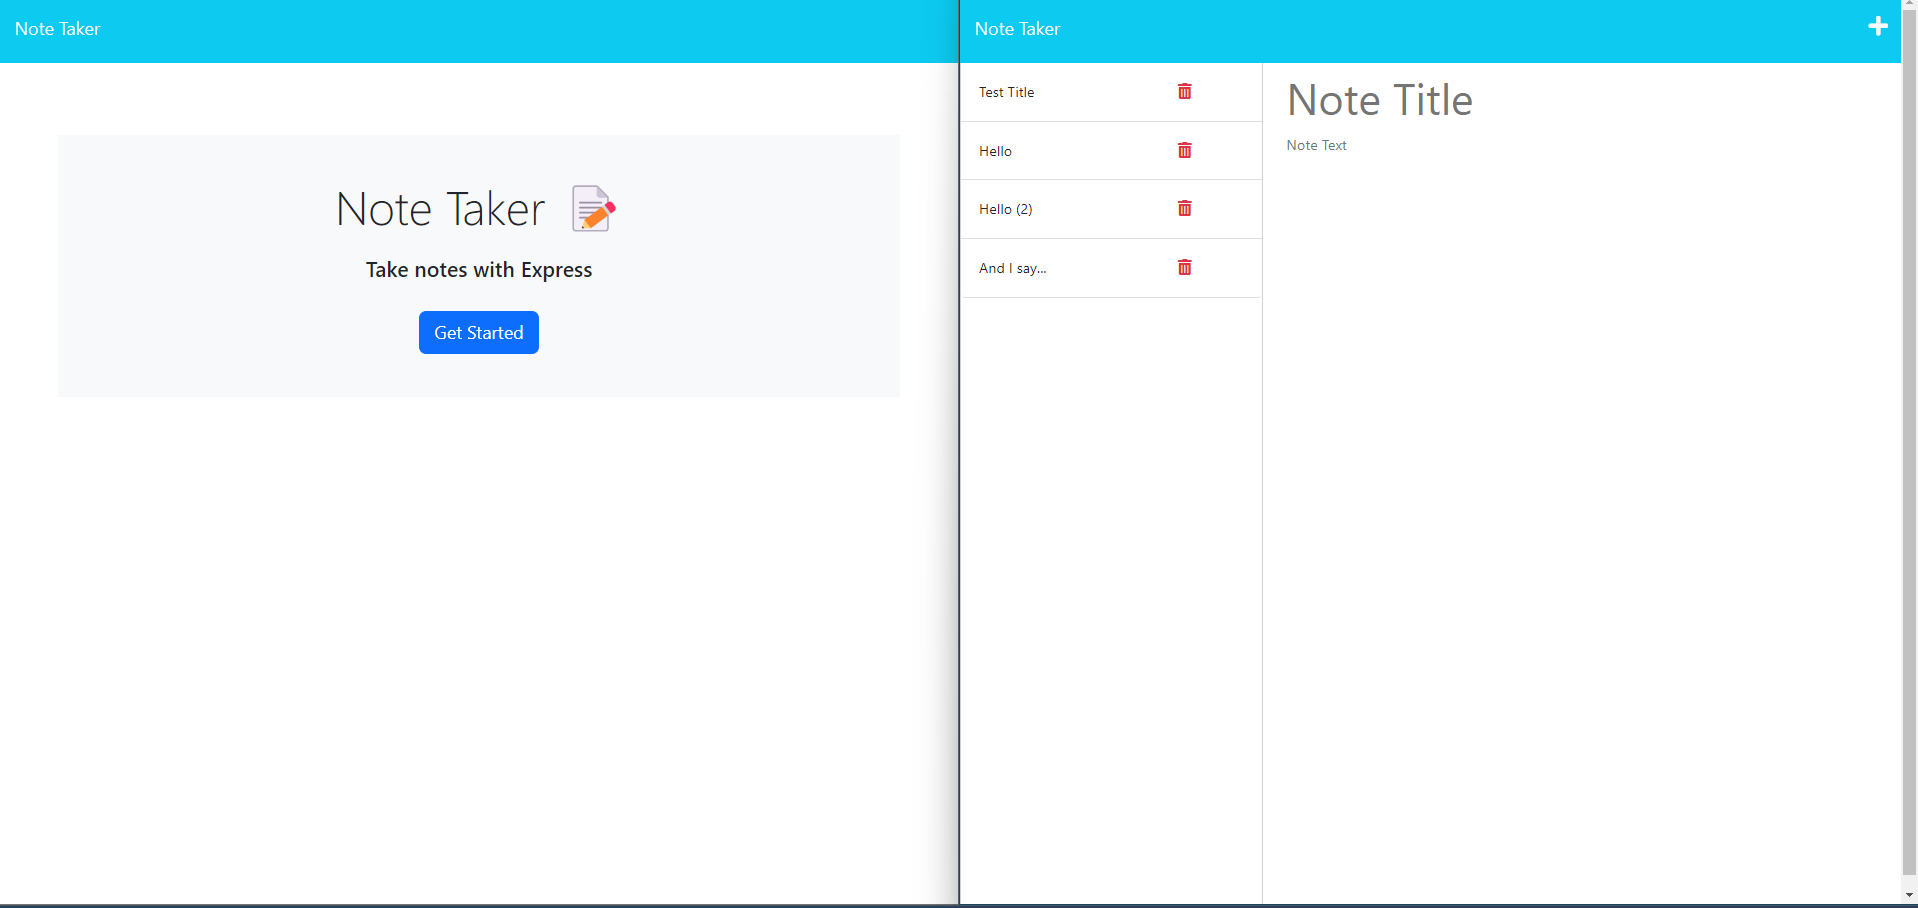 Note Taker
Note Taker
Take notes with Express
Get Started
Note Taker
Test Title
Hello
Hello (2)
And I say...
Note Title
Note Text